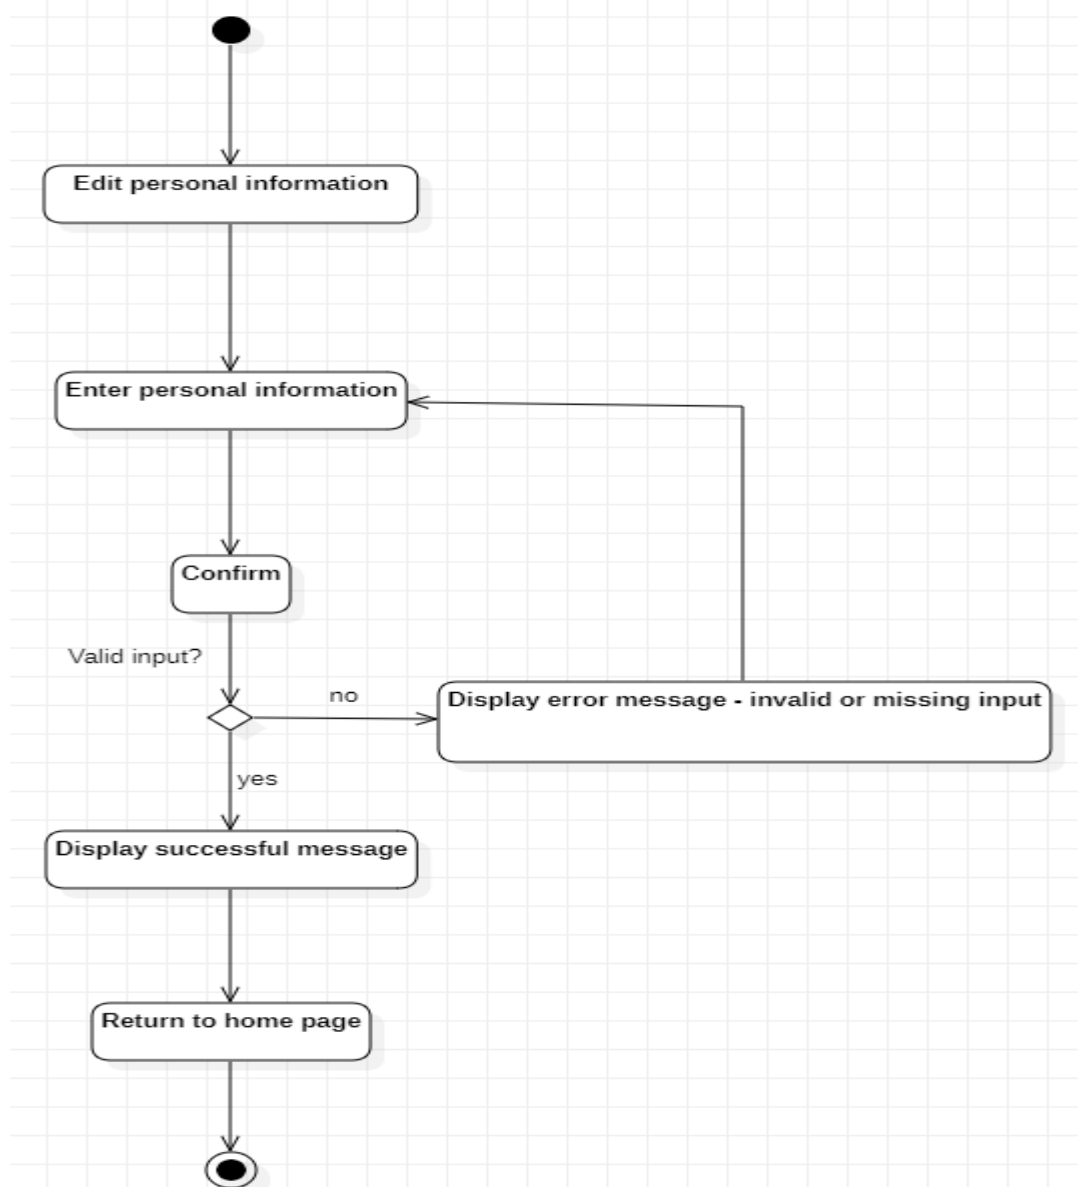 Edit personal information
Enter personal information
Confirm
Valid input?
no
Display error message - invalid or missing input
yes
Display successful message
Return to home page